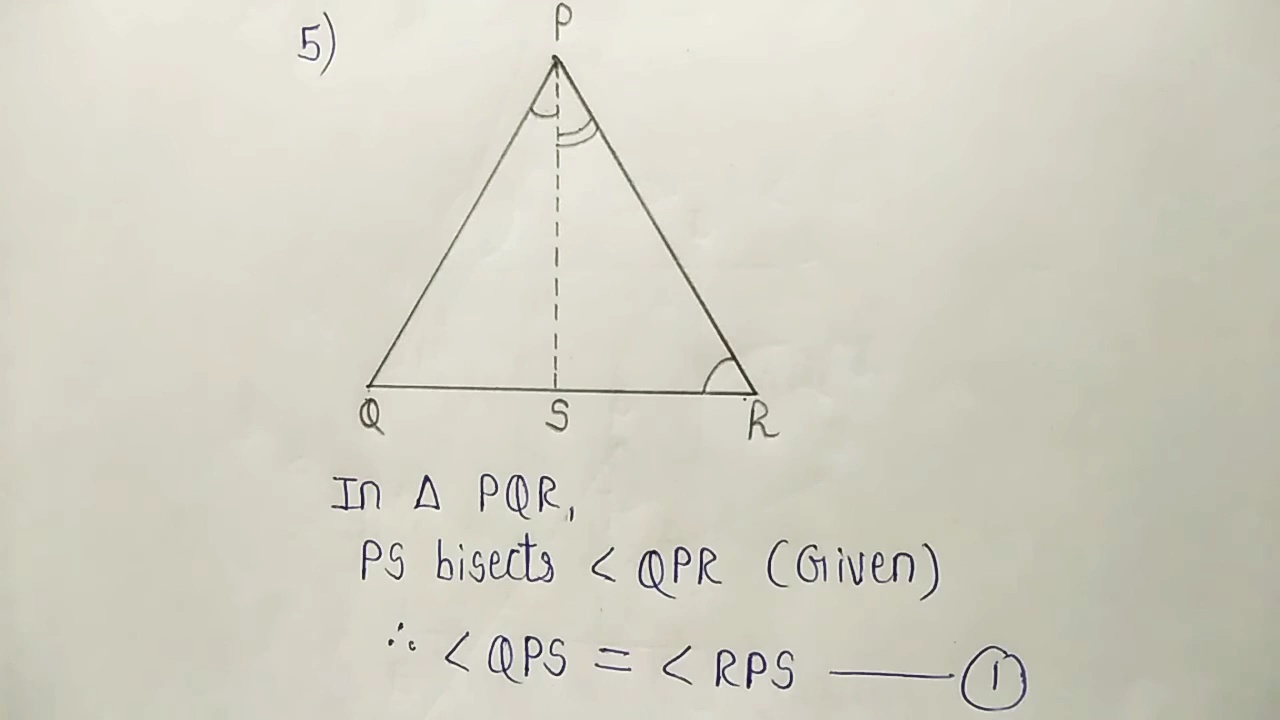 5)
P
Q S R
In Δ PQR,
PS bisects < QPR (Given)
∴ < QPS = < RPS —— ①